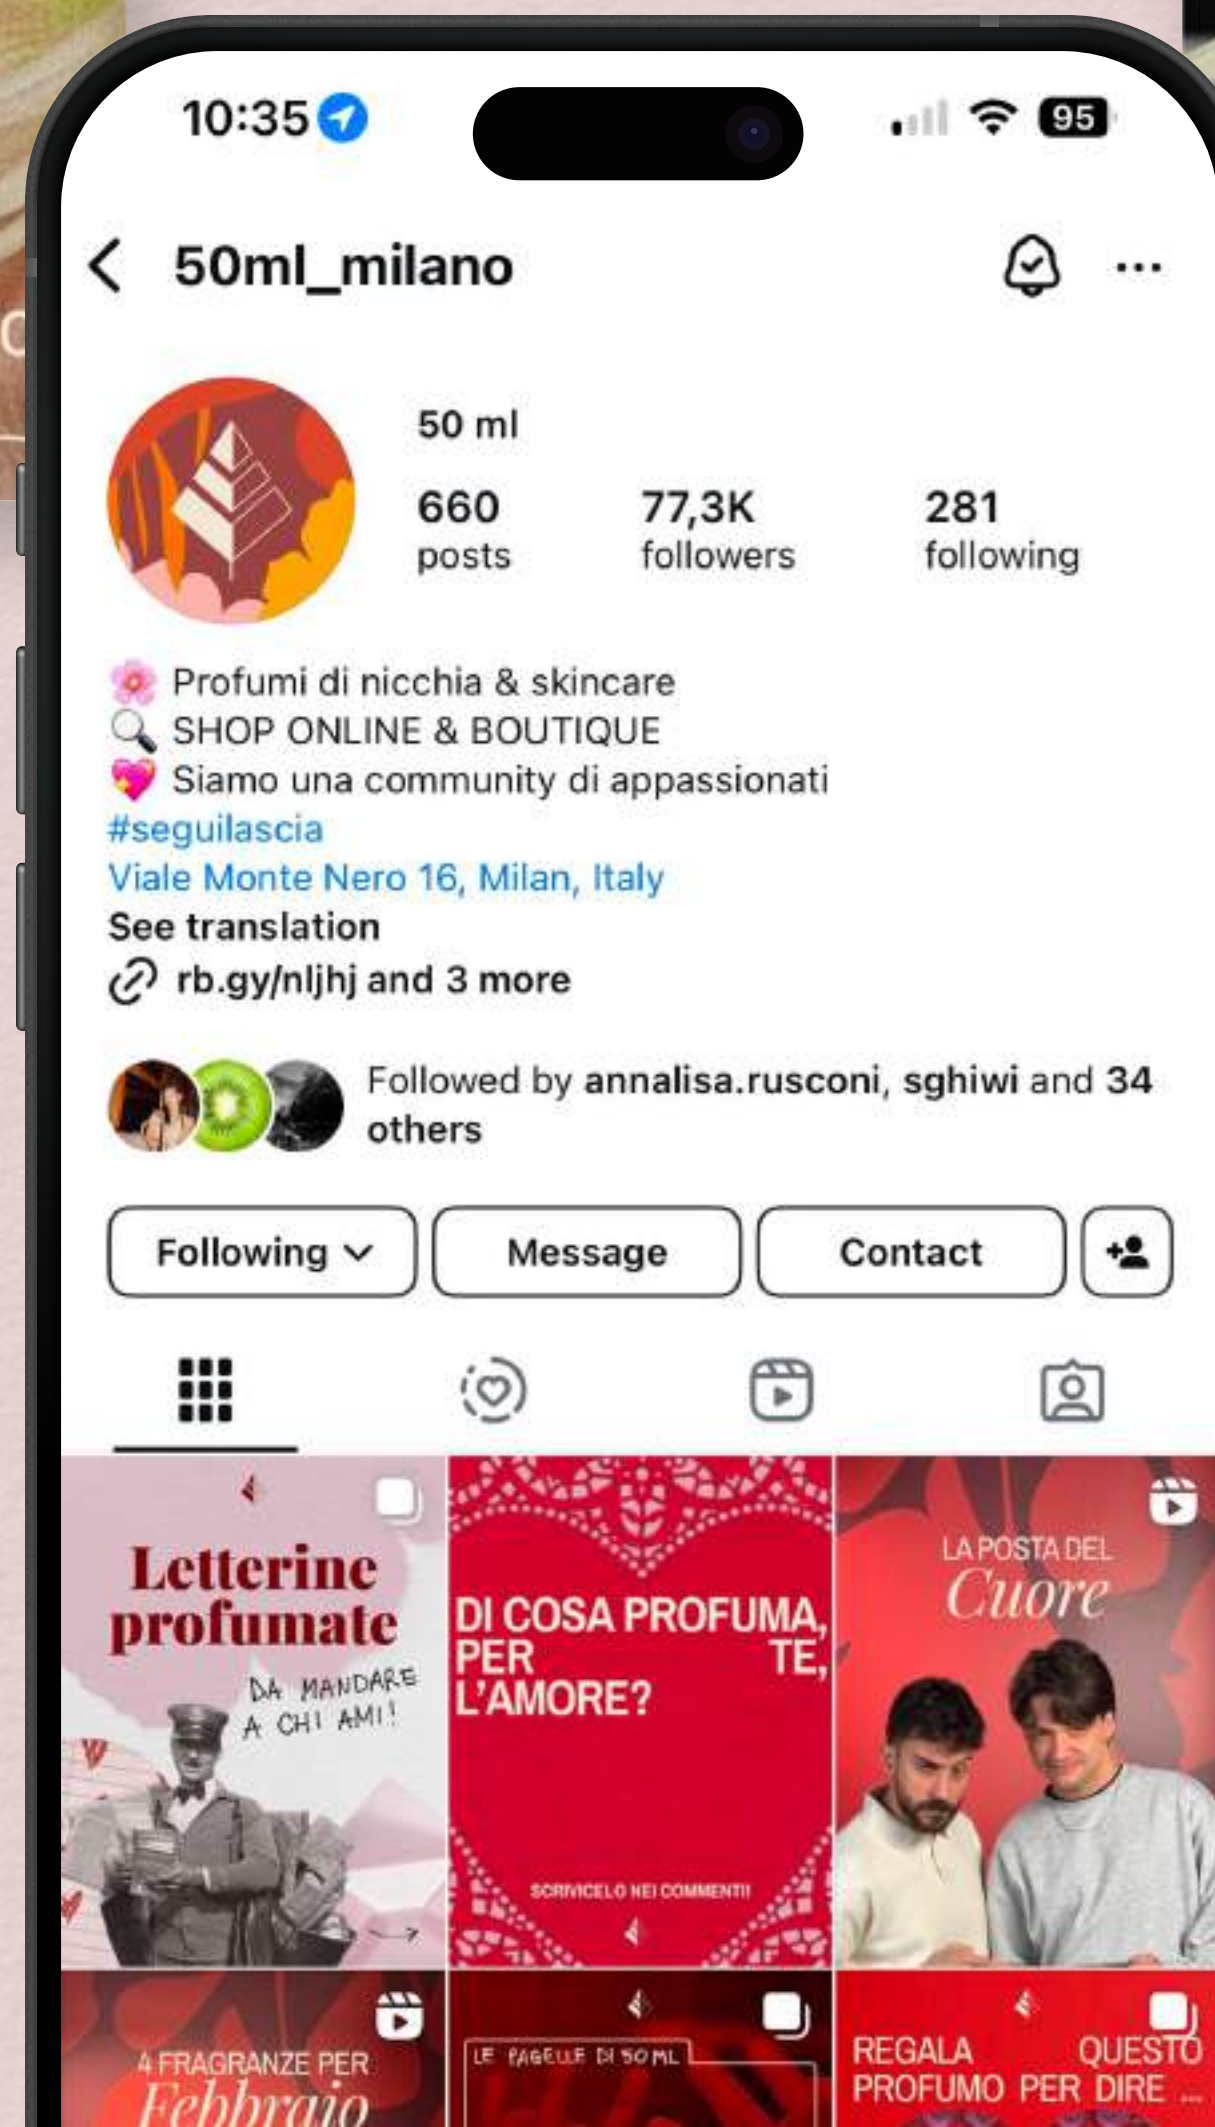 10:35
95
50ml_milano
50 ml
660 77,3K 281
posts followers following
Profumi di nicchia & skincare
SHOP ONLINE & BOUTIQUE
Siamo una community di appassionati
#seguilascia
Viale Monte Nero 16, Milan, Italy
See translation
rb.gy/nljhj and 3 more
Followed by annalisa.rusconi, sghiwi and 34
others
Following Message Contact
Letterine
profumate
DA MANDARE
A CHI AMI!
DI COSA PROFUMA,
PER TE,
L'AMORE?
SCRIVICELO NEI COMMENTI!
LA POSTA DEL
Cuore
4 FRAGRANZE PER
Febbraio
LE PAGELLE DI 50 ML
REGALA QUESTO
PROFUMO PER DIRE ...